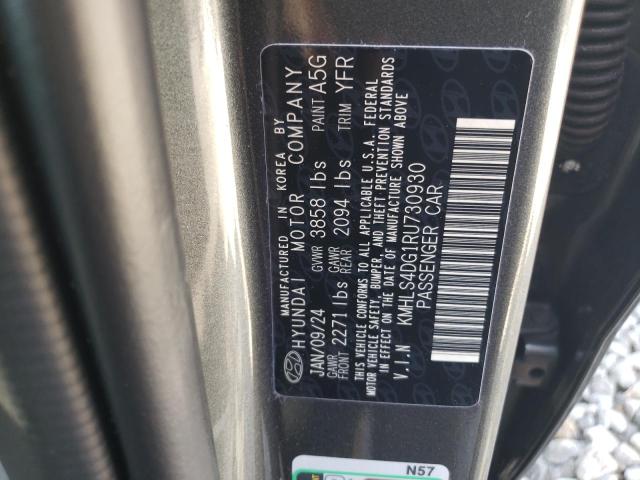 MANUFACTURED IN KOREA BY
HYUNDAI MOTOR COMPANY
JAN/09/24 GVWR 3858 lbs PAINT A5G
GAWR FRONT 2271 lbs GAWR REAR 2094 lbs TRIM YFR
THIS VEHICLE CONFORMS TO ALL APPLICABLE U.S.A. FEDERAL
MOTOR VEHICLE SAFETY, BUMPER, AND THEFT PREVENTION STANDARDS
IN EFFECT ON THE DATE OF MANUFACTURE SHOWN ABOVE
V.I.N KMHLS4DG1RU730930
PASSENGER CAR
N57